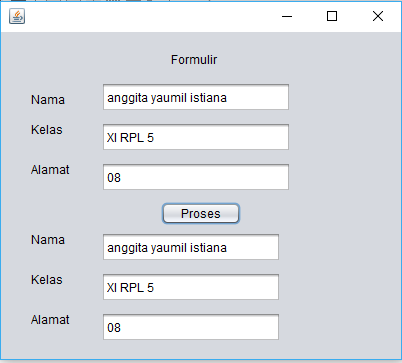 Formulir
Nama anggita yaumil istiana
Kelas XI RPL 5
Alamat 08
Proses
Nama anggita yaumil istiana
Kelas XI RPL 5
Alamat 08